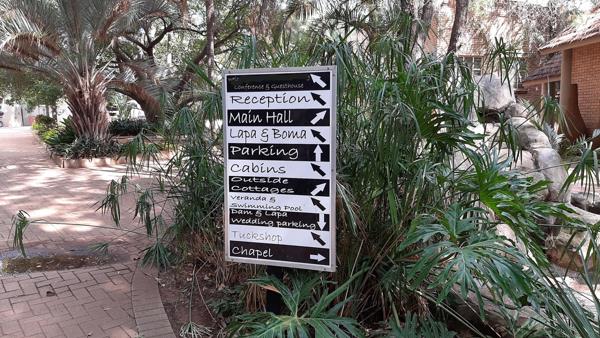 Conference & Guesthouse
Reception
Main Hall
Lapa & Boma
Parking
Cabins
Outside
Cottages
Veranda &
Swimming Pool
Dam & Lapa
Wedding parking
Tuckshop
Chapel